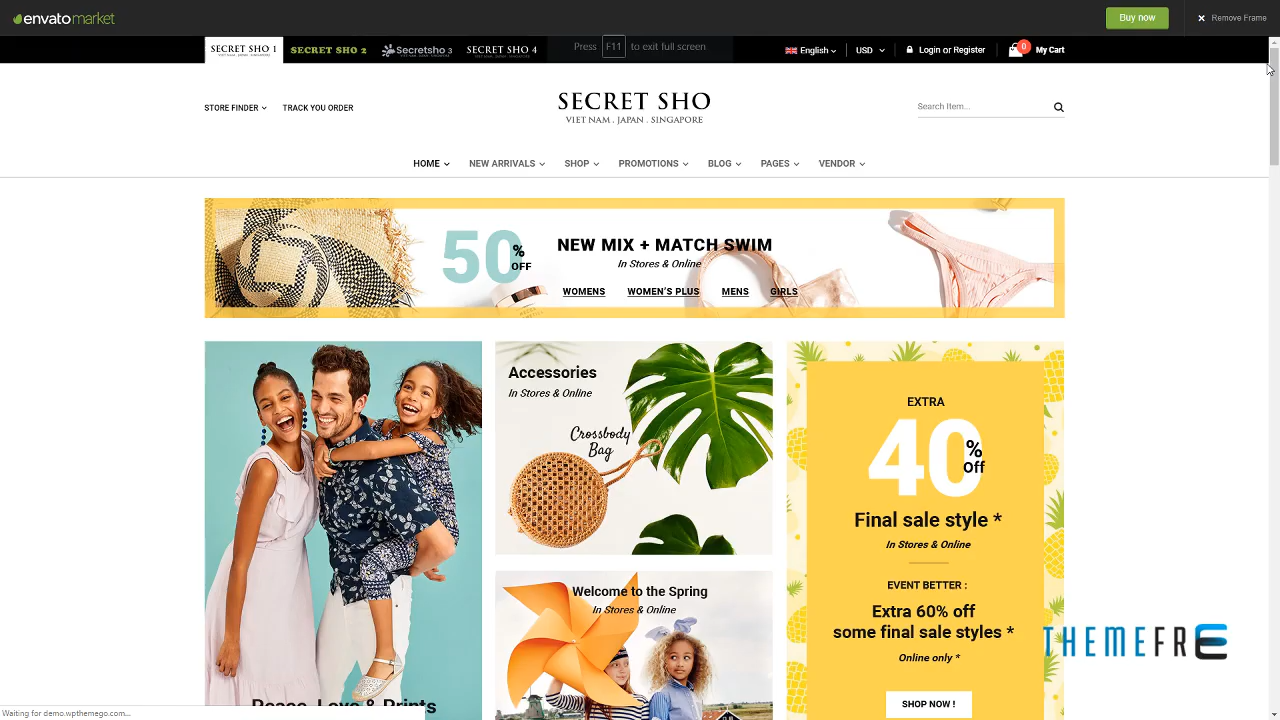 envatomarket
Buy now
Remove Frame
SECRET SHO 1
SECRET SHO 2
Secretsho 3
SECRET SHO 4
Press F11 to exit full screen
English
USD
Login or Register
0
My Cart
STORE FINDER
TRACK YOU ORDER
SECRET SHO
VIET NAM . JAPAN . SINGAPORE
Search Item...
HOME
NEW ARRIVALS
SHOP
PROMOTIONS
BLOG
PAGES
VENDOR
50% OFF
NEW MIX + MATCH SWIM
In Stores & Online
WOMENS
WOMEN'S PLUS
MENS
GIRLS
Peace, Love & Prints
Accessories
In Stores & Online
Crossbody
Bag
Welcome to the Spring
In Stores & Online
EXTRA
40% Off
Final sale style *
In Stores & Online
EVENT BETTER :
Extra 60% off
some final sale styles *
Online only *
SHOP NOW !
THEMEFRE
Waiting for demo.wpthemego.com...